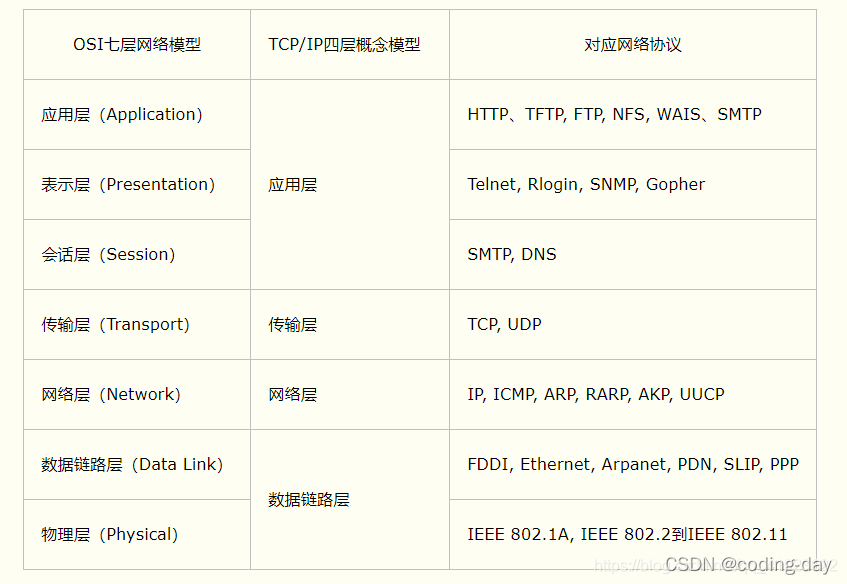 OSI七层网络模型 TCP/IP四层概念模型 对应网络协议
应用层（Application） HTTP、TFTP, FTP, NFS, WAIS、SMTP
表示层（Presentation） 应用层 Telnet, Rlogin, SNMP, Gopher
会话层（Session） SMTP, DNS
传输层（Transport） 传输层 TCP, UDP
网络层（Network） 网络层 IP, ICMP, ARP, RARP, AKP, UUCP
数据链路层（Data Link） FDDI, Ethernet, Arpanet, PDN, SLIP, PPP
数据链路层
物理层（Physical） IEEE 802.1A, IEEE 802.2到IEEE 802.11
https://blog
CSDN @coding-day